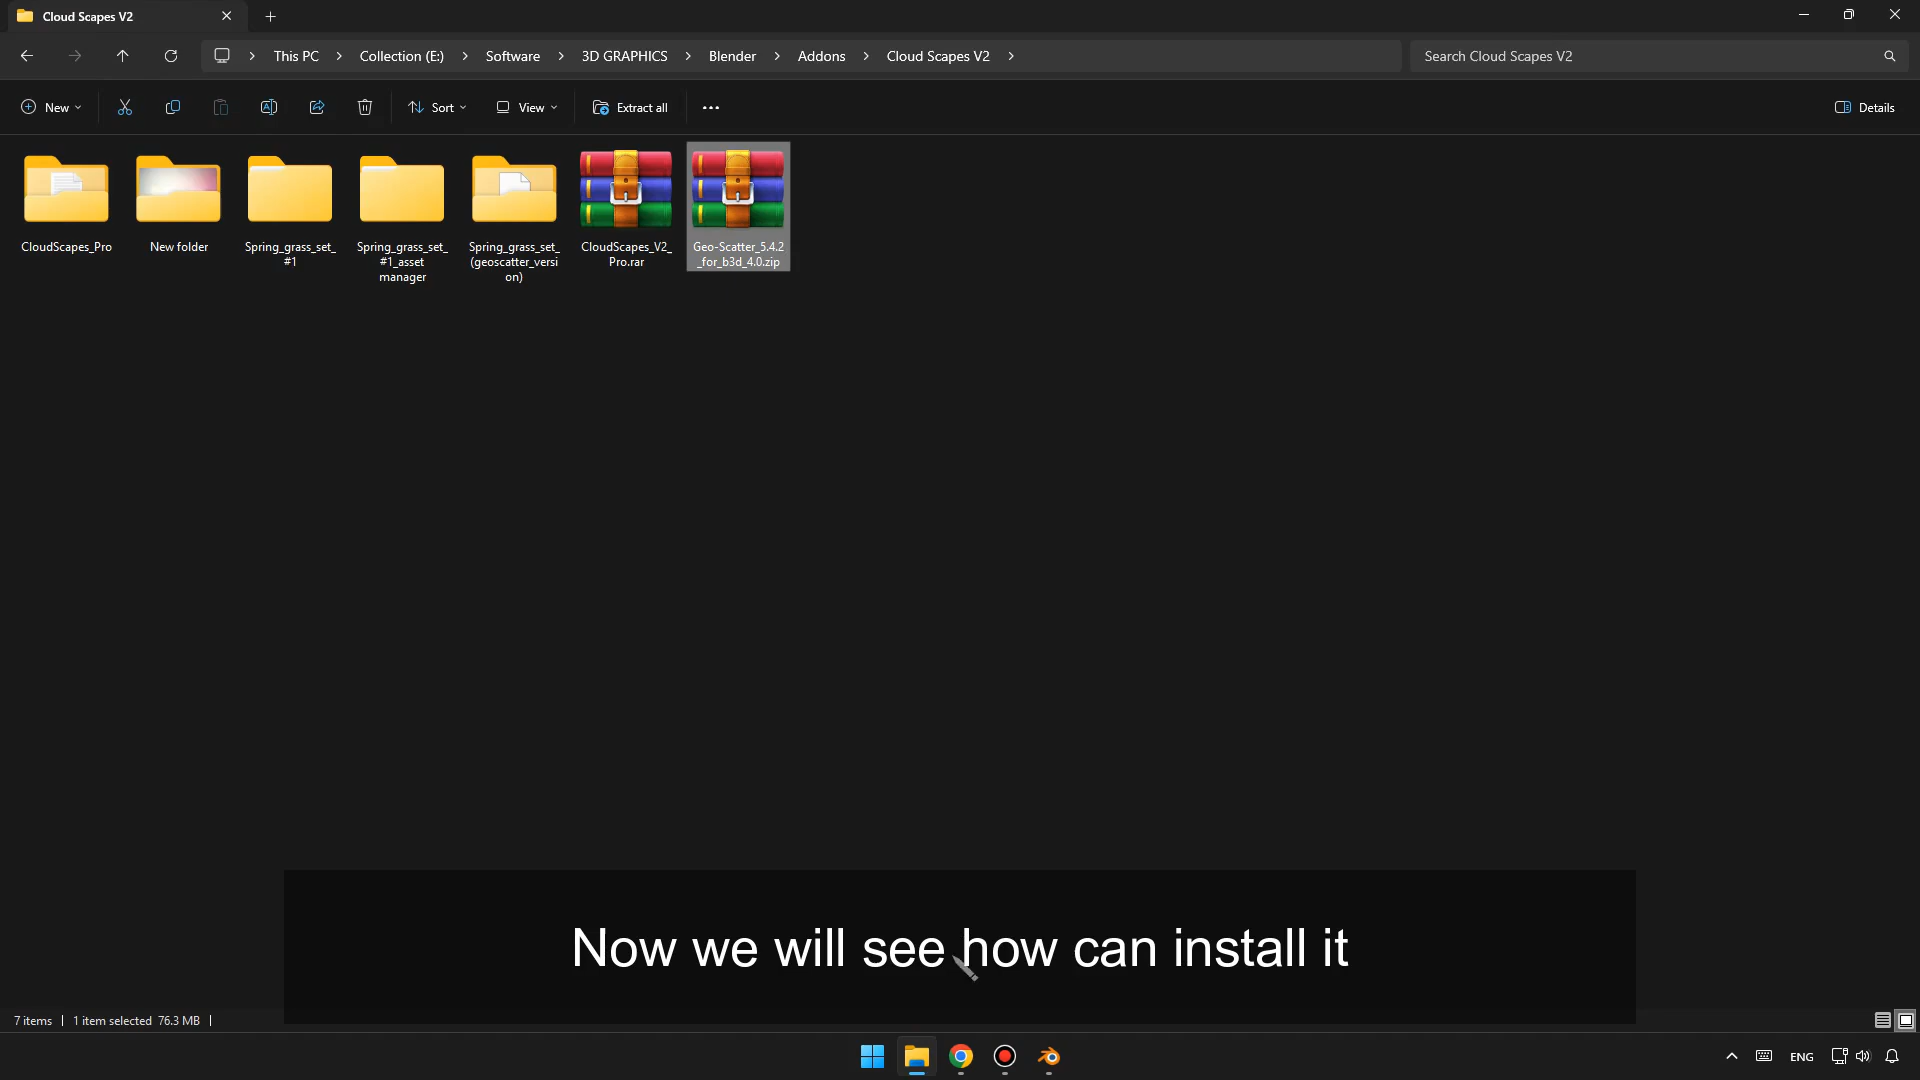 Cloud Scapes V2
This PC
Collection (E:)
Software
3D GRAPHICS
Blender
Addons
Cloud Scapes V2
Search Cloud Scapes V2
New
Sort
View
Extract all
Details
CloudScapes_Pro
New folder
Spring_grass_set_
#1
Spring_grass_set_
#1_asset
manager
Spring_grass_set_
(geoscatter_versi
on)
CloudScapes_V2_
Pro.rar
Geo-Scatter_5.4.2
_for_b3d_4.0.zip
Now we will see how can install it
7 items
1 item selected 76.3 MB
ENG